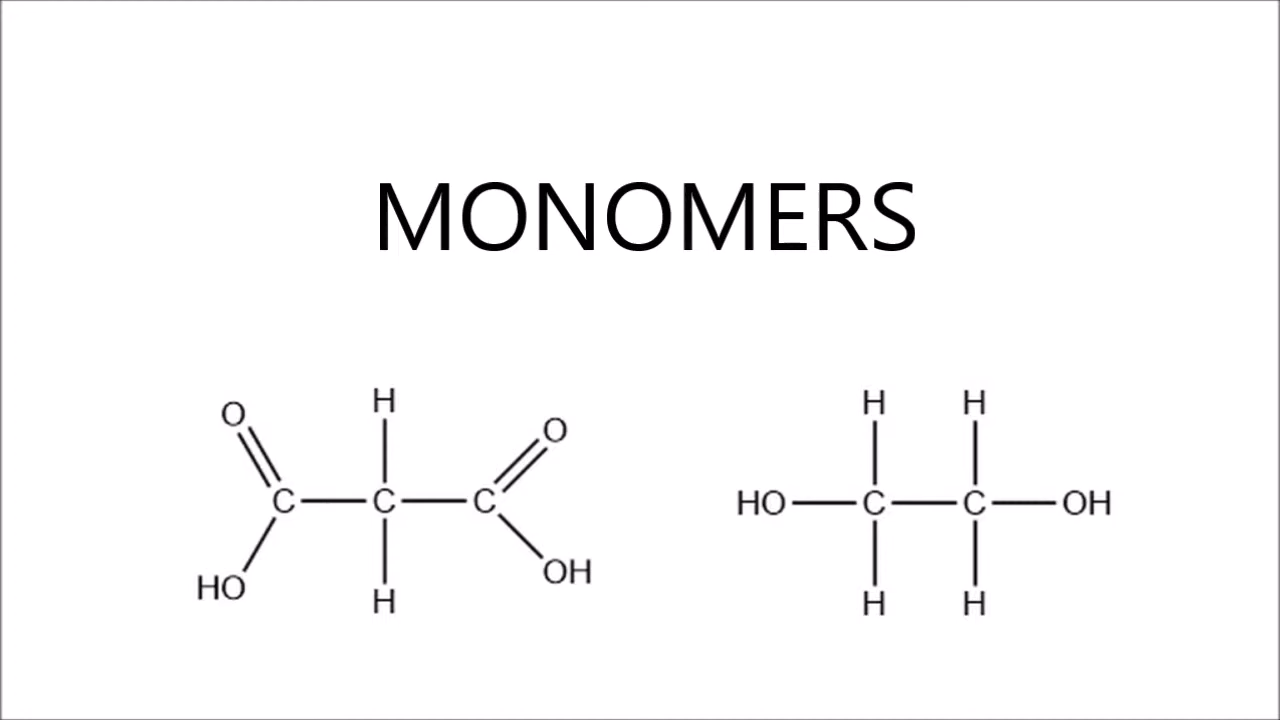 MONOMERS
H H H
O O
C C C HO C C OH
HO OH
H H H